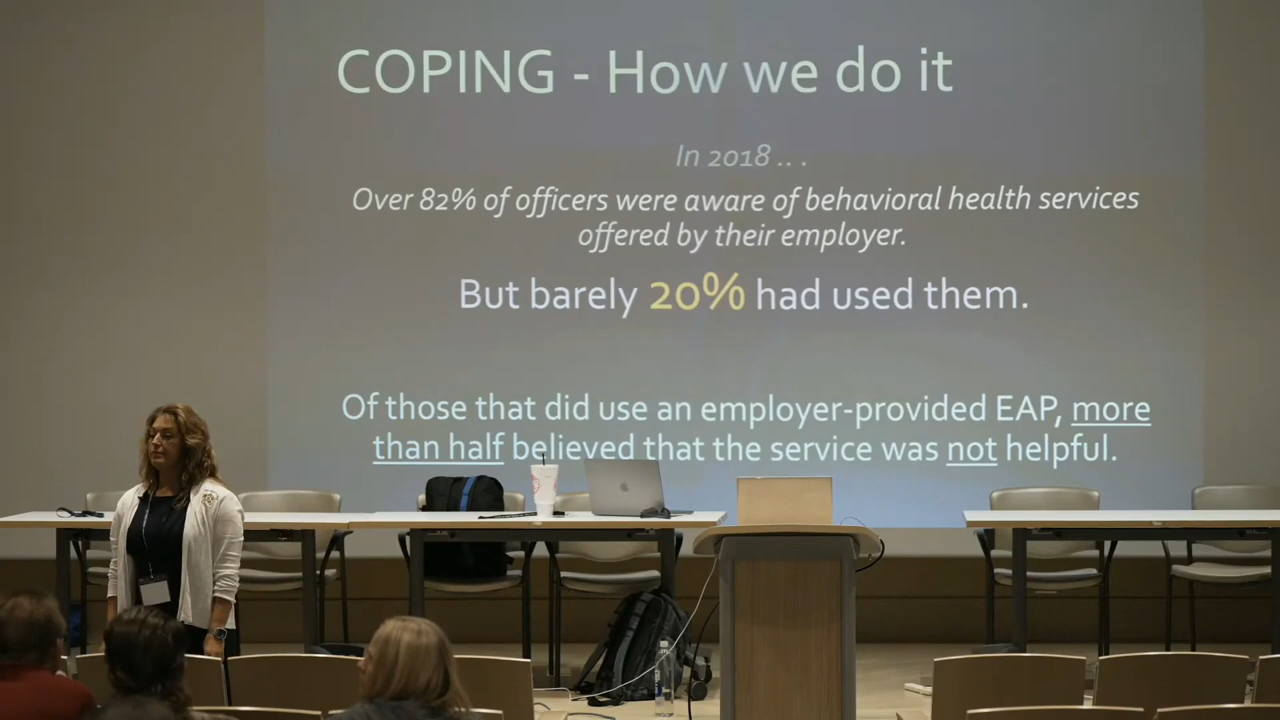 COPING - How we do it
In 2018 .. .
Over 82% of officers were aware of behavioral health services
offered by their employer.
But barely 20% had used them.
Of those that did use an employer-provided EAP, more
than half believed that the service was not helpful.